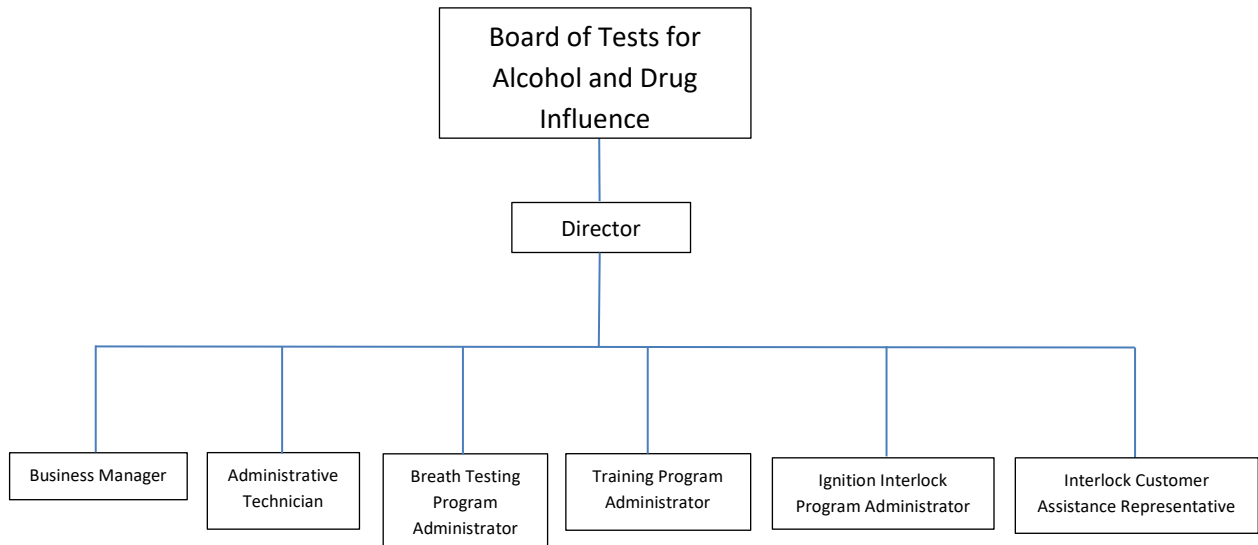 Board of Tests for
Alcohol and Drug
Influence
Director
Business Manager
Administrative
Technician
Breath Testing
Program
Administrator
Training Program
Administrator
Ignition Interlock
Program Administrator
Interlock Customer
Assistance Representative